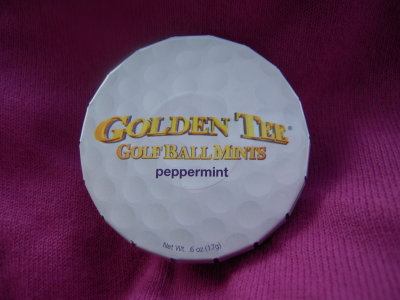 GOLDEN TEE®
GOLF BALL MINTS
peppermint
Net Wt. .6 oz (17g)